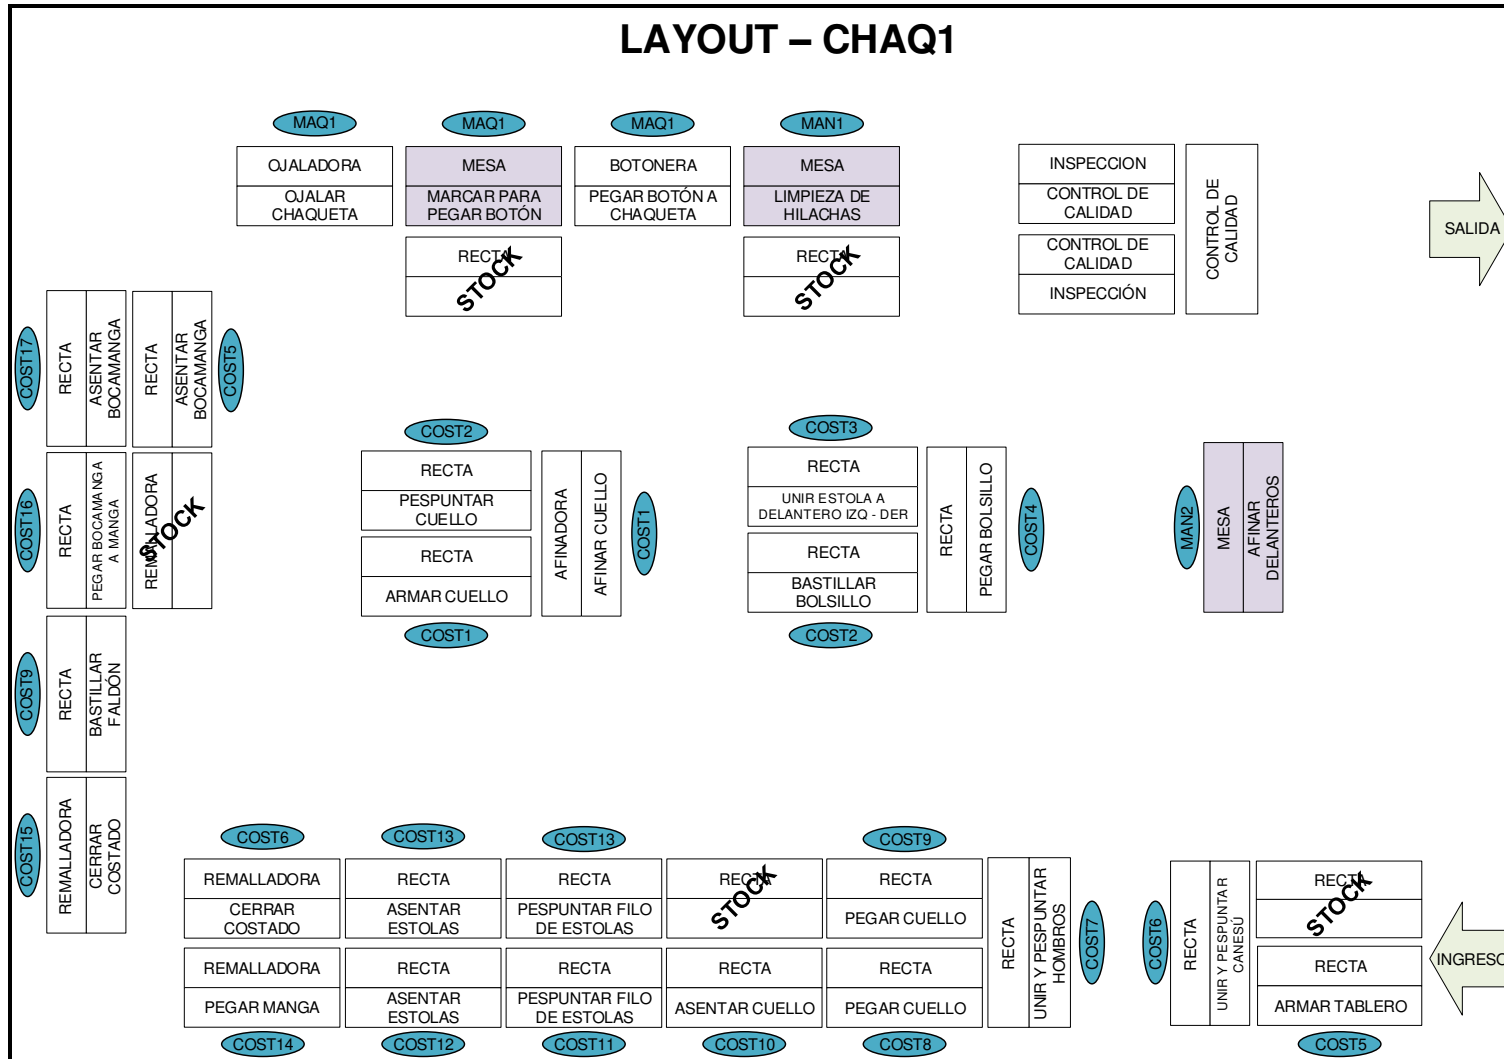 LAYOUT – CHAQ1
MAQ1
MAQ1
MAQ1
MAN1
OJALADORA
OJALAR
CHAQUETA
MESA
MARCAR PARA
PEGAR BOTÓN
BOTONERA
PEGAR BOTÓN A
CHAQUETA
MESA
LIMPIEZA DE
HILACHAS
INSPECCION
CONTROL DE
CALIDAD
CONTROL DE
CALIDAD
INSPECCIÓN
CONTROL DE
CALIDAD
SALIDA
RECTA
STOCK
RECTA
STOCK
COST17
RECTA
ASENTAR
BOCAMANGA
RECTA
ASENTAR
BOCAMANGA
COST5
COST16
RECTA
PEGAR BOCAMANGA
A MANGA
REMALLADORA
STOCK
COST9
RECTA
BASTILLAR
FALDÓN
COST15
REMALLADORA
CERRAR
COSTADO
COST2
RECTA
PESPUNTAR
CUELLO
RECTA
ARMAR CUELLO
COST1
AFINADORA
AFINAR CUELLO
COST1
COST3
RECTA
UNIR ESTOLA A
DELANTERO IZQ - DER
RECTA
BASTILLAR
BOLSILLO
COST2
RECTA
PEGAR BOLSILLO
COST4
MAN2
MESA
AFINAR
DELANTEROS
COST6
COST13
COST13
COST9
REMALLADORA
CERRAR
COSTADO
RECTA
ASENTAR
ESTOLAS
RECTA
PESPUNTAR FILO
DE ESTOLAS
RECTA
STOCK
RECTA
PEGAR CUELLO
REMALLADORA
PEGAR MANGA
RECTA
ASENTAR
ESTOLAS
RECTA
PESPUNTAR FILO
DE ESTOLAS
RECTA
ASENTAR CUELLO
RECTA
PEGAR CUELLO
COST14
COST12
COST11
COST10
COST8
RECTA
UNIR Y PESPUNTAR
HOMBROS
COST7
COST6
RECTA
UNIR Y PESPUNTAR
CANESÚ
RECTA
STOCK
RECTA
ARMAR TABLERO
COST5
INGRESO